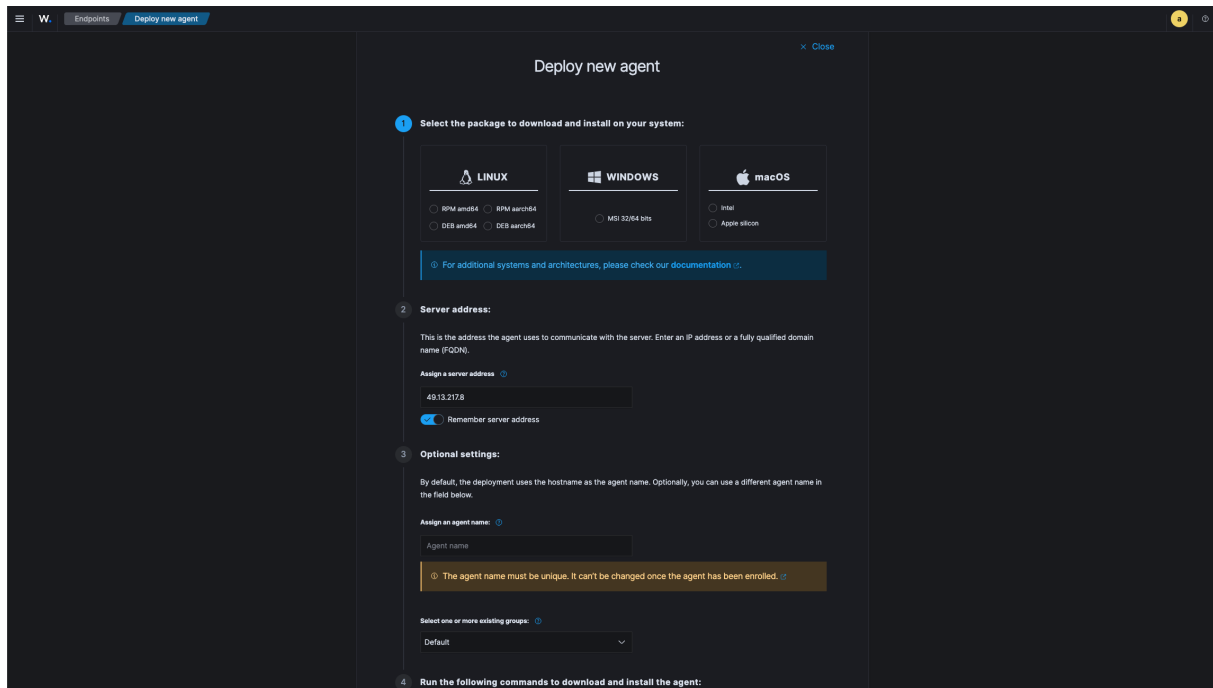 W.
Endpoints
Deploy new agent
a
Close
Deploy new agent
1
Select the package to download and install on your system:
LINUX
RPM amd64
RPM aarch64
DEB amd64
DEB aarch64
WINDOWS
MSI 32/64 bits
macOS
Intel
Apple silicon
For additional systems and architectures, please check our documentation.
2
Server address:
This is the address the agent uses to communicate with the server. Enter an IP address or a fully qualified domain
name (FQDN).
Assign a server address
49.13.217.8
Remember server address
3
Optional settings:
By default, the deployment uses the hostname as the agent name. Optionally, you can use a different agent name in
the field below.
Assign an agent name:
Agent name
The agent name must be unique. It can't be changed once the agent has been enrolled.
Select one or more existing groups:
Default
4
Run the following commands to download and install the agent: